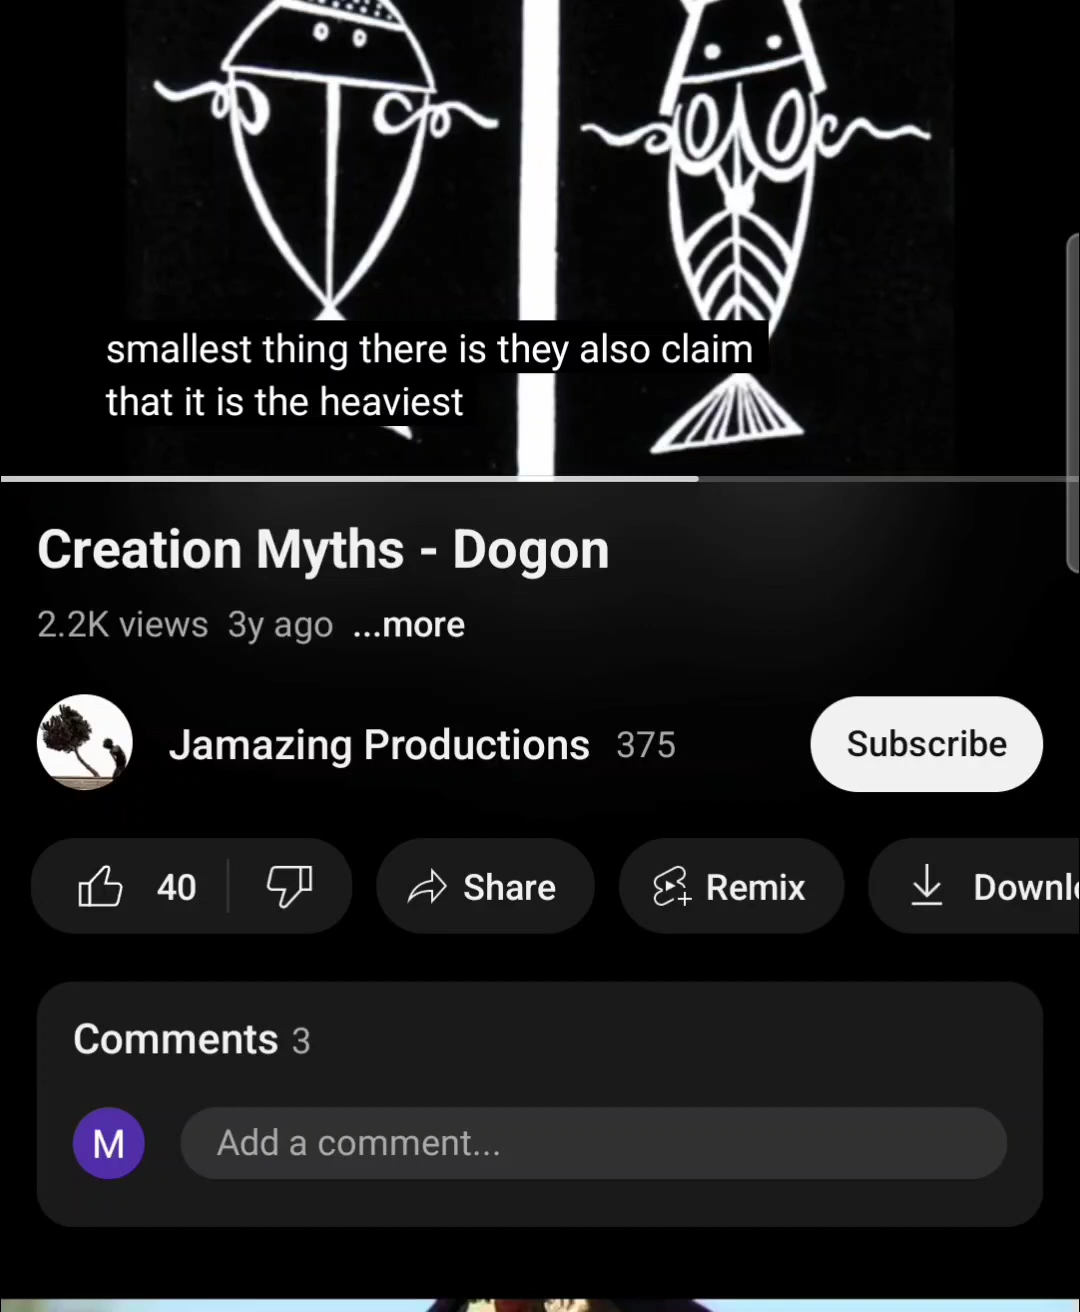 smallest thing there is they also claim
that it is the heaviest
Creation Myths - Dogon
2.2K views 3y ago ...more
Jamazing Productions 375 Subscribe
40 Share Remix Downl
Comments 3
M Add a comment...